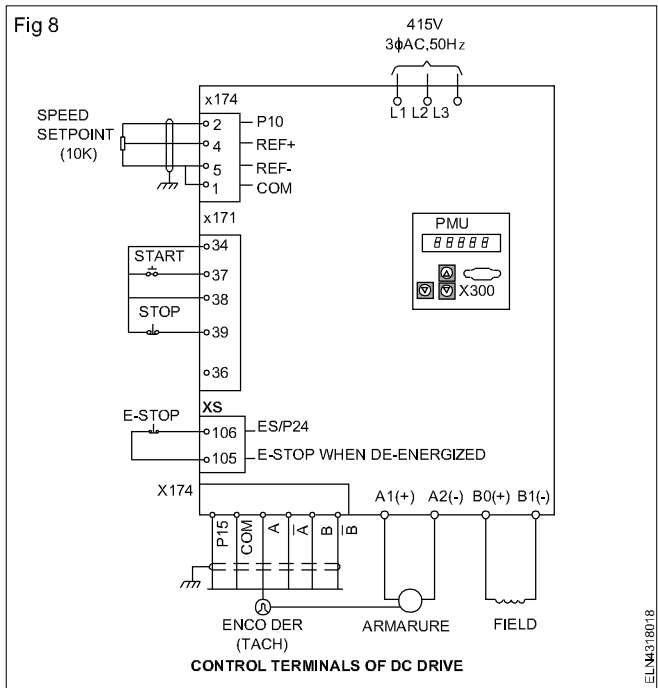 Fig 8
415V
3ϕAC,50Hz
L1 L2 L3
x174
SPEED
SETPOINT
(10K)
2
P10
4
REF+
5
REF-
1
COM
x171
34
START
37
38
STOP
39
36
PMU
88888
X300
XS
E-STOP
106
ES/P24
105
E-STOP WHEN DE-ENERGIZED
X174
A1(+) A2(-) B0(+) B1(-)
P15
COM
A
A̅
B
B̅
ENCO DER
(TACH)
ARMARURE
FIELD
CONTROL TERMINALS OF DC DRIVE
ELN4318018